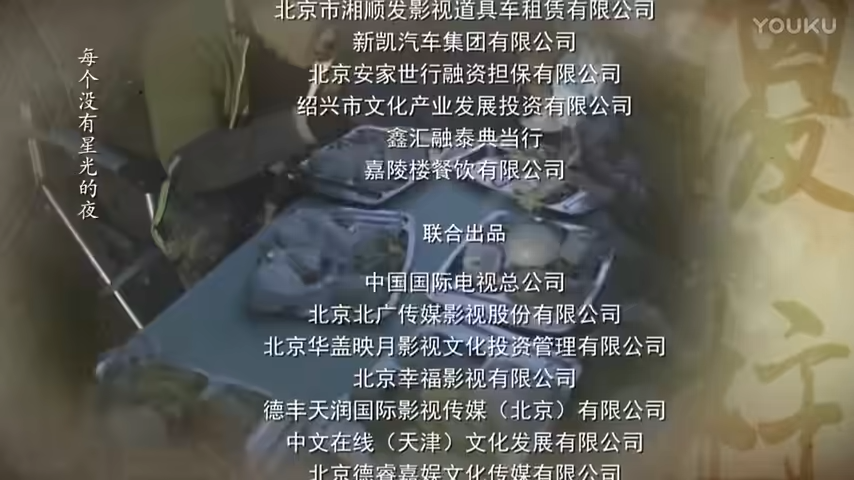 YOUKU
每个没有星光的夜
北京市湘顺发影视道具车租赁有限公司
新凯汽车集团有限公司
北京安家世行融资担保有限公司
绍兴市文化产业发展投资有限公司
鑫汇融泰典当行
嘉陵楼餐饮有限公司
联合出品
中国国际电视总公司
北京北广传媒影视股份有限公司
北京华盖映月影视文化投资管理有限公司
北京幸福影视有限公司
德丰天润国际影视传媒（北京）有限公司
中文在线（天津）文化发展有限公司
北京德睿嘉娱文化传媒有限公司